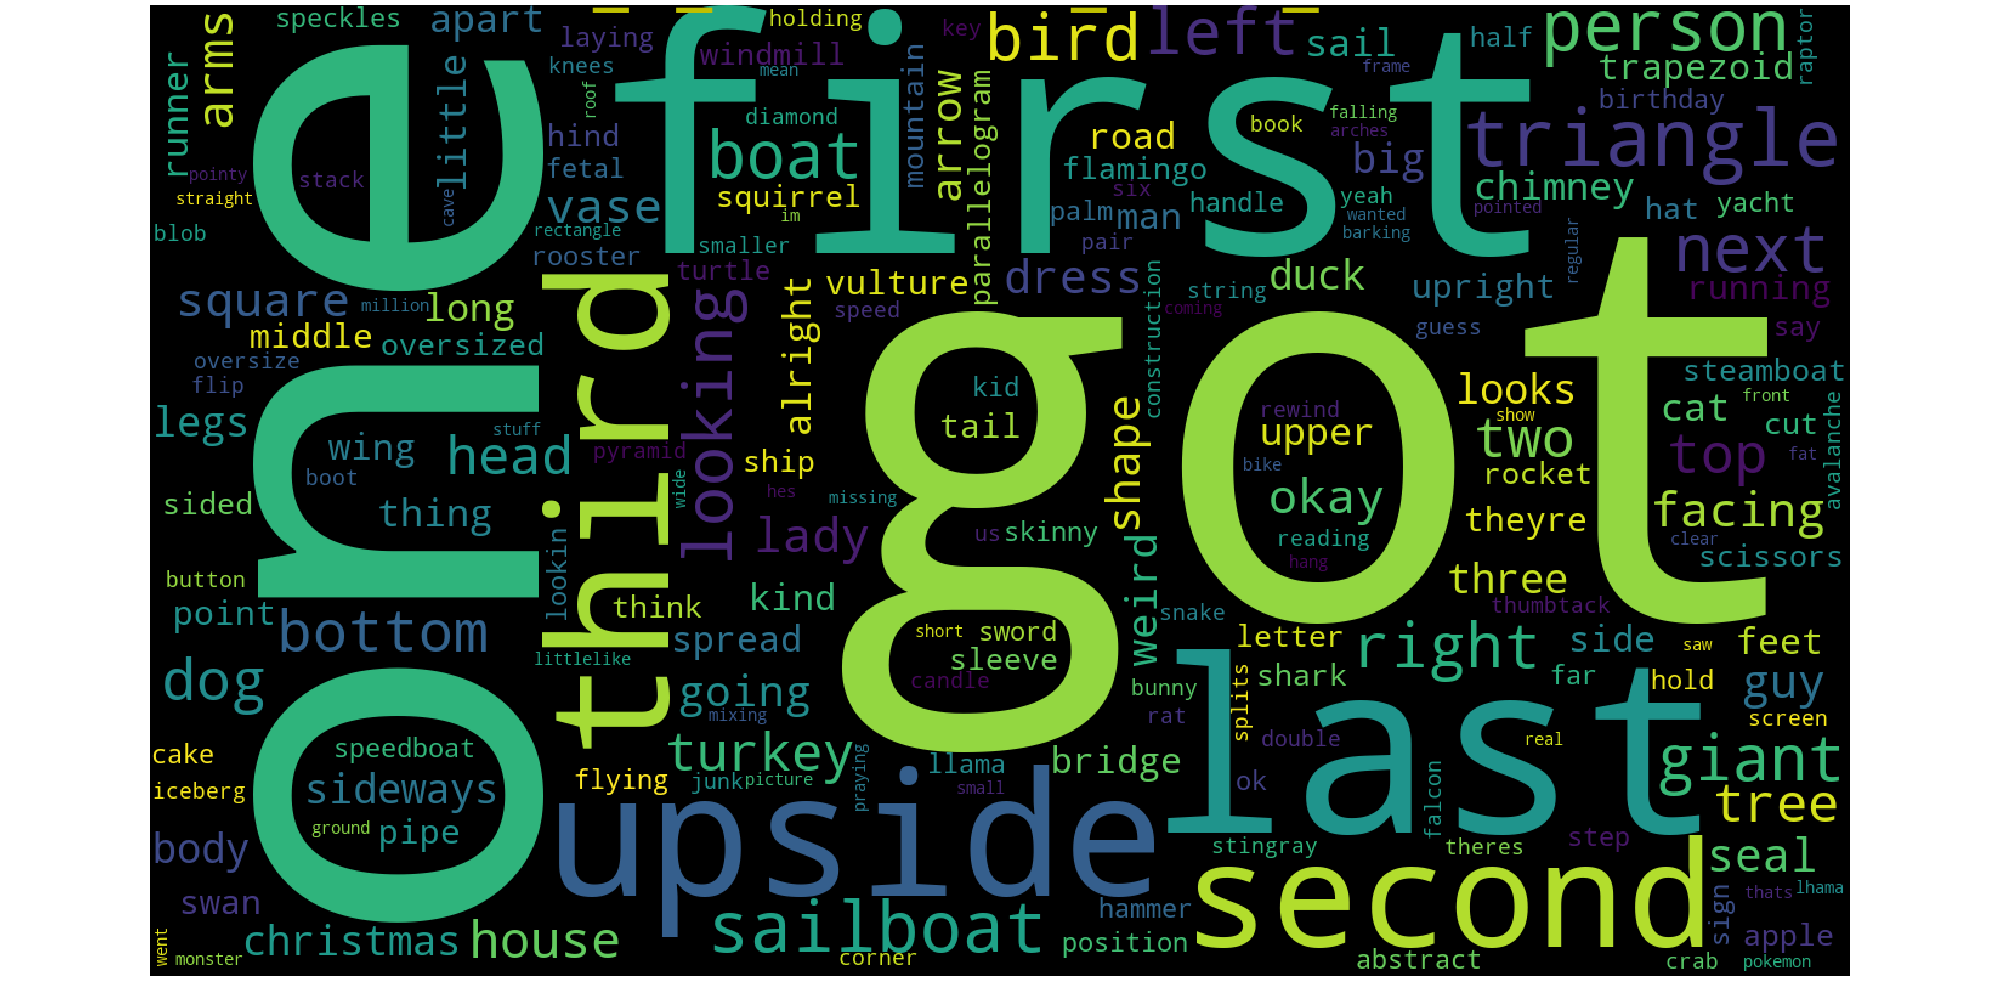 speckles
apart
laying
holding
key
bird
left
sail
half
person
raptor
runner
arms
little
knees
windmill
mean
mountain
arrow
parallelogram
frame
trapezoid
one
first
roof
diamond
hind
boat
road
book
falling
arches
big
birthday
triangle
pointy
stack
fetal
squirrel
flamingo
six
chimney
straight
cave
vase
im
palm
man
handle
yeah
wanted
pointed
hat
yacht
blob
rectangle
rooster
smaller
pair
barking
regular
next
third
turtle
looking
alright
vulture
dress
construction
duck
string
upright
running
square
million
long
speed
coming
guess
say
middle
oversized
oversize
flip
got
kid
tail
shape
rewind
upper
bike
looks
show
steamboat
front
cat
cut
avalanche
legs
wing
stuff
head
pyramid
wide
ship
two
top
fat
boot
hes
missing
okay
rocket
sided
thing
lady
us
skinny
reading
hang
theyre
facing
clear
scissors
lookin
button
point
think
kind
weird
three
thumbtack
snake
bottom
spread
short
sword
sleeve
candle
letter
right
side
saw
feet
littlelike
dog
going
mixing
bunny
rat
splits
shark
far
hold
guy
screen
last
double
real
cake
speedboat
turkey
praying
llama
bridge
giant
iceberg
sideways
flying
junk
picture
small
ok
falcon
tree
ground
pipe
upside
body
stingray
theres
step
seal
second
swan
hammer
sign
thats
lhama
went
christmas
house
sailboat
position
apple
monster
corner
abstract
crab
pokemon